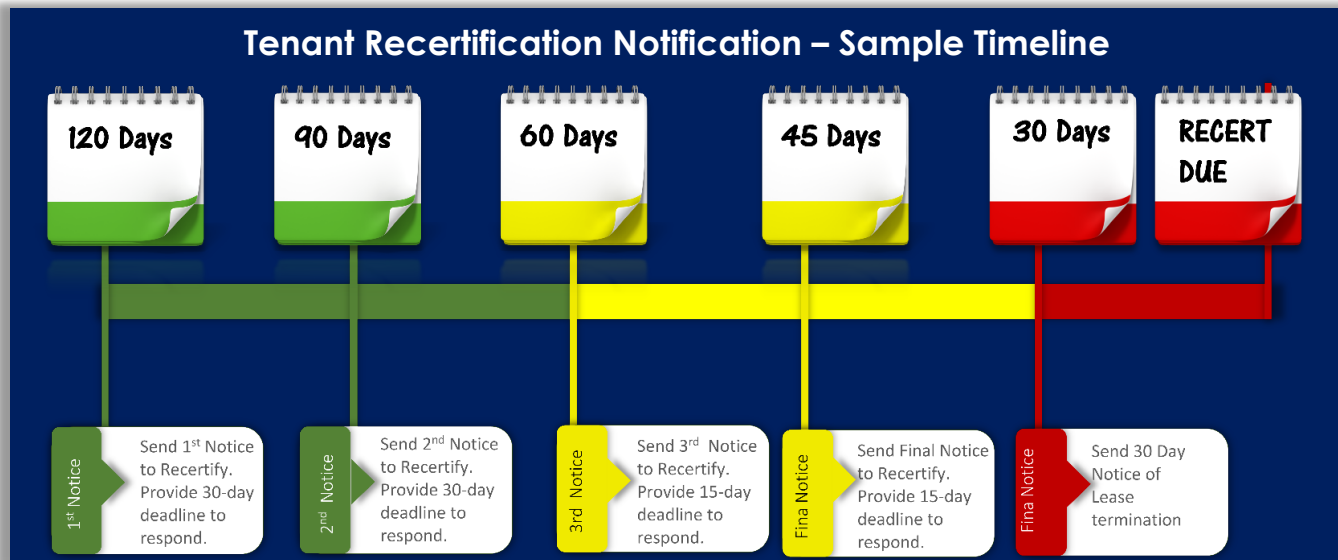 Tenant Recertification Notification – Sample Timeline
120 Days
90 Days
60 Days
45 Days
30 Days
RECERT
DUE
1st Notice
Send 1st Notice
to Recertify.
Provide 30-day
deadline to
respond.
2nd Notice
Send 2nd Notice
to Recertify.
Provide 30-day
deadline to
respond.
3rd Notice
Send 3rd Notice
to Recertify.
Provide 15-day
deadline to
respond.
Fina Notice
Send Final Notice
to Recertify.
Provide 15-day
deadline to
respond.
Fina Notice
Send 30 Day
Notice of
Lease
termination